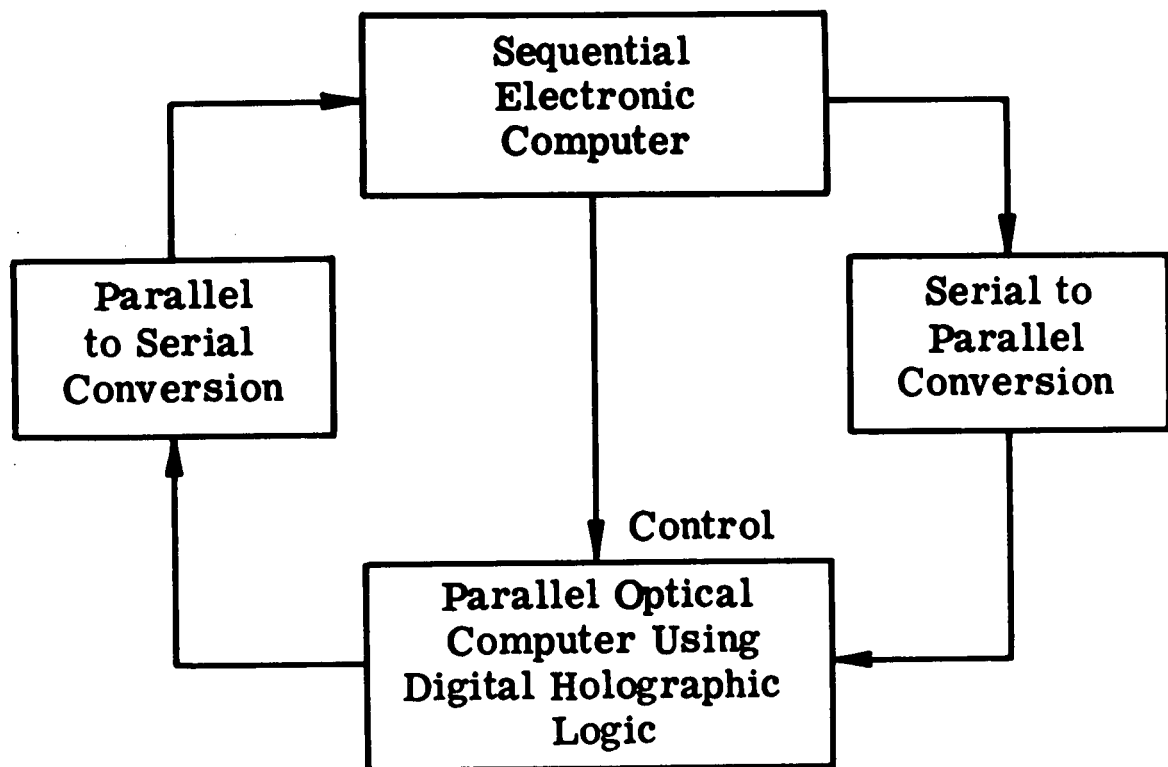 Sequential
Electronic
Computer
Parallel
to Serial
Conversion
Serial to
Parallel
Conversion
Control
Parallel Optical
Computer Using
Digital Holographic
Logic